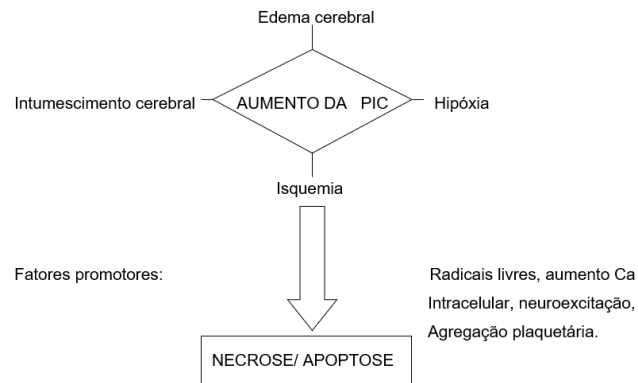 Edema cerebral
Intumescimento cerebral
AUMENTO DA PIC
Hipóxia
Isquemia
Fatores promotores:
Radicais livres, aumento Ca
Intracelular, neuroexcitação,
Agregação plaquetária.
NECROSE/ APOPTOSE